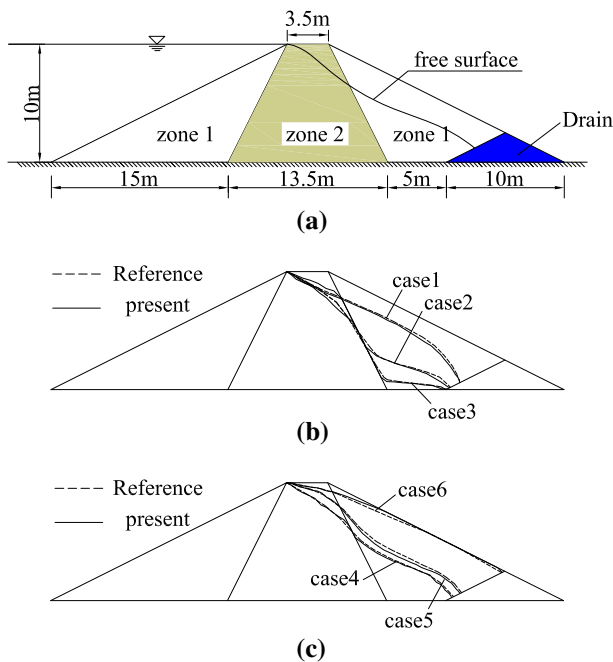 3.5m
free surface
10m
Drain
zone 1
zone 2
zone 1
15m
13.5m
5m
10m
(a)
Reference
present
case1
case2
case3
(b)
Reference
present
case6
case4
case5
(c)